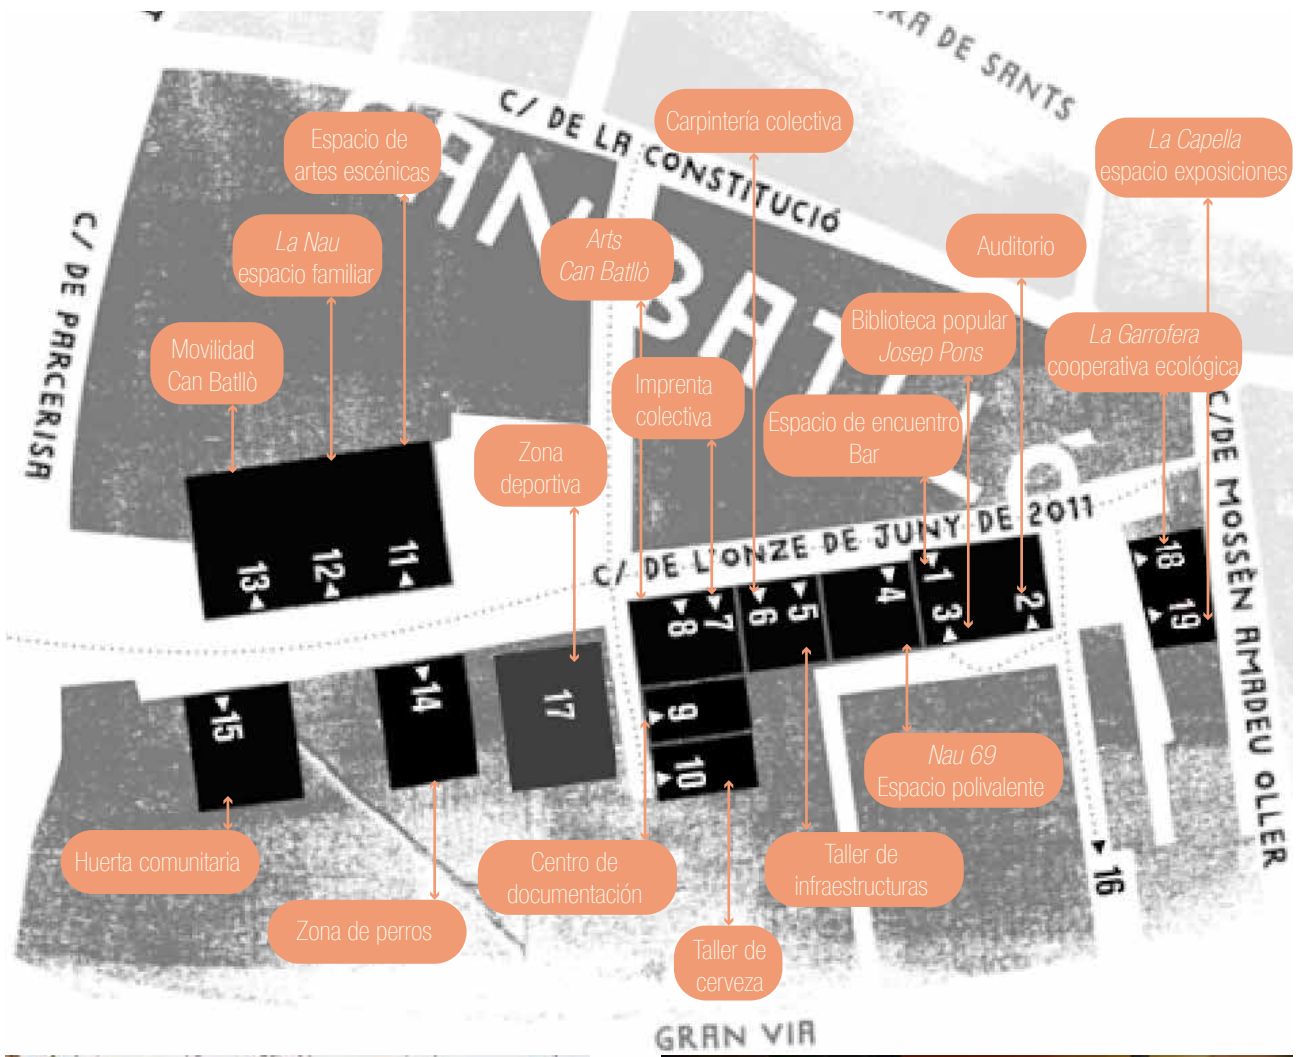 RA DE SANTS
C/ DE LA CONSTITUCIÓ
CAN BATLLÓ
C/ DE PARCERISA
C/ DE L'ONZE DE JUNY DE 2011
C/DE MOSSÈN AMADEU OLLER
GRAN VIA
Espacio de
artes escénicas
La Nau
espacio familiar
Movilidad
Can Batllò
Carpintería colectiva
Arts
Can Batllò
Imprenta
colectiva
Zona
deportiva
La Capella
espacio exposiciones
Auditorio
Biblioteca popular
Josep Pons
La Garrofera
cooperativa ecológica
Espacio de encuentro
Bar
13
12
11
8
7
6
5
4
1
3
2
18
19
15
14
17
9
10
16
Nau 69
Espacio polivalente
Huerta comunitaria
Zona de perros
Centro de
documentación
Taller de
infraestructuras
Taller de
cerveza